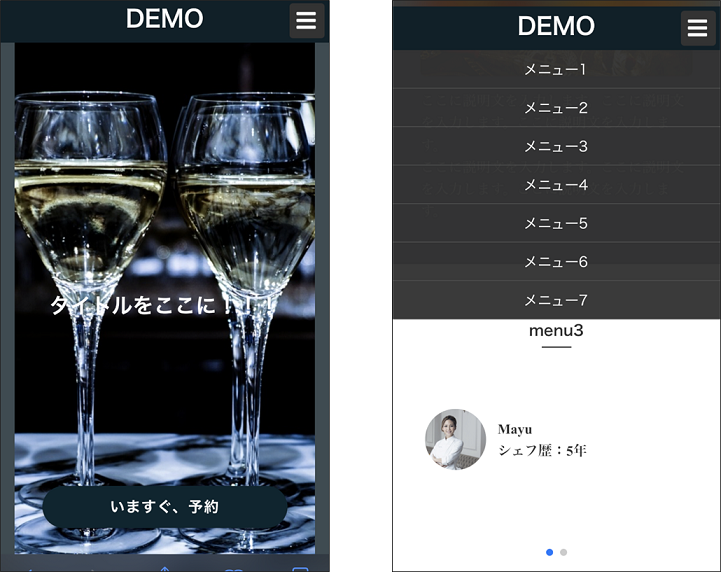 DEMO
タイトルをここに！！！
いますぐ、予約
DEMO
メニュー1
メニュー2
メニュー3
メニュー4
メニュー5
メニュー6
メニュー7
menu3
Mayu
シェフ歴：5年